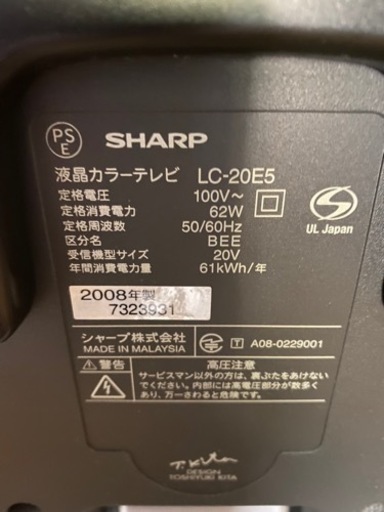 PS
E
SHARP
液晶カラーテレビ LC-20E5
定格電圧 100V～
定格消費電力 62W
定格周波数 50/60Hz
区分名 BEE
受信機型サイズ 20V
年間消費電力量 61kWh/年
S
UL Japan
2008年製
7323931
シャープ株式会社
MADE IN MALAYSIA
T A08-0229001
警告 高圧注意
サービスマン以外の方は、裏ぶたをあけない
でください。内部には高電圧部分が数多く
あり、万一さわると危険です。
T. Kita
DESIGN
TOSHIYUKI KITA